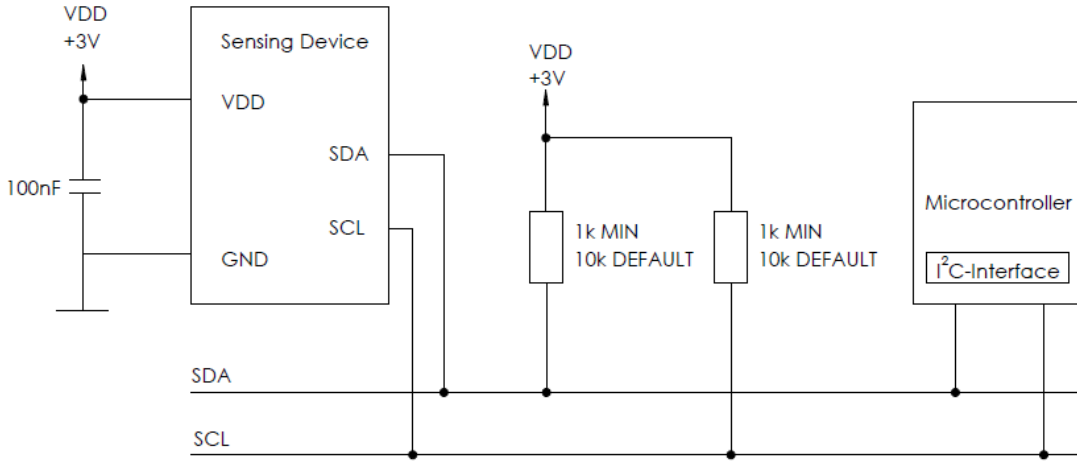 VDD
+3V
Sensing Device
VDD
SDA
SCL
GND
100nF
VDD
+3V
1k MIN
10k DEFAULT
1k MIN
10k DEFAULT
Microcontroller
I²C-Interface
SDA
SCL